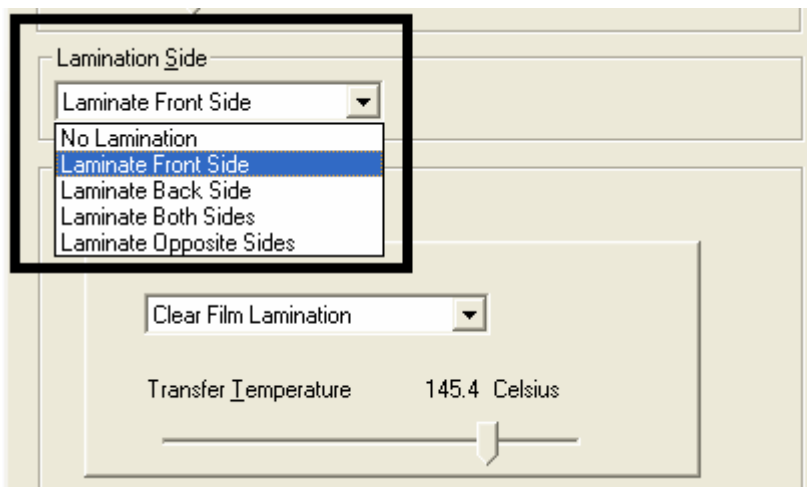 Lamination Side
Laminate Front Side
No Lamination
Laminate Front Side
Laminate Back Side
Laminate Both Sides
Laminate Opposite Sides
Clear Film Lamination
Transfer Temperature 145.4 Celsius